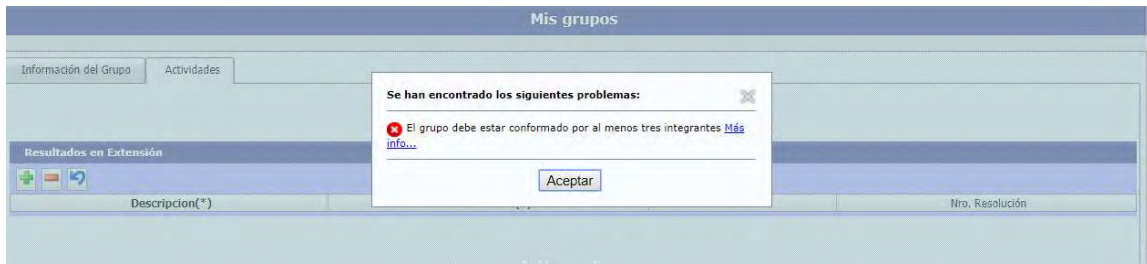 Mis grupos
Información del Grupo
Actividades
Se han encontrado los siguientes problemas:
El grupo debe estar conformado por al menos tres integrantes Más
info...
Resultados en Extensión
Aceptar
Descripcion(*)
Nro. Resolución